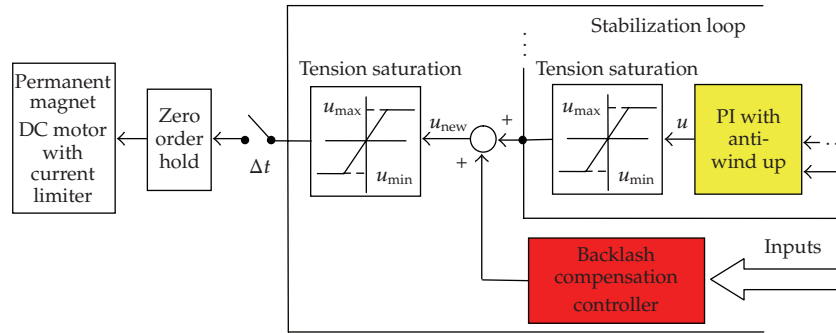 Stabilization loop
Tension saturation
Tension saturation
Permanent
magnet
DC motor
with
current
limiter
Zero
order
hold
Δt
u_max
u_min
u_new
+
+
u_max
u_min
u
PI with
anti-
wind up
Backlash
compensation
controller
Inputs